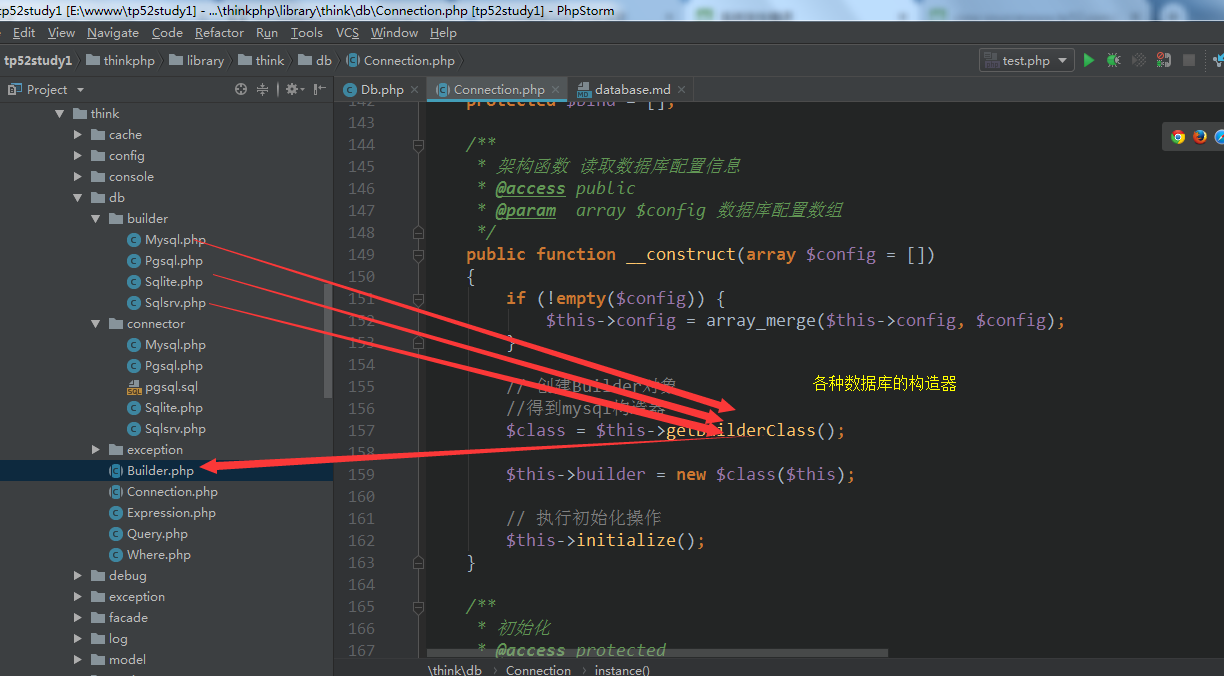 tp52study1 [E:\wwww\tp52study1] - ...\thinkphp\library\think\db\Connection.php [tp52study1] - PhpStorm
Edit View Navigate Code Refactor Run Tools VCS Window Help
tp52study1 thinkphp library think db Connection.php test.php
Project
Db.php Connection.php database.md
think
cache
config
console
db
builder
Mysql.php
Pgsql.php
Sqlite.php
Sqlsrv.php
connector
Mysql.php
Pgsql.php
pgsql.sql
Sqlite.php
Sqlsrv.php
exception
Builder.php
Connection.php
Expression.php
Query.php
Where.php
debug
exception
facade
log
model
142 protected $bind = [];
143
144 /**
145 * 架构函数 读取数据库配置信息
146 * @access public
147 * @param array $config 数据库配置数组
148 */
149 public function __construct(array $config = [])
150 {
151 if (!empty($config)) {
152 $this->config = array_merge($this->config, $config);
153 }
154
155 // 创建Builder对象
156 //得到mysql构造器
157 $class = $this->getBuilderClass();
158
159 $this->builder = new $class($this);
160
161 // 执行初始化操作
162 $this->initialize();
163 }
164
165 /**
166 * 初始化
167 * @access protected
各种数据库的构造器
\think\db Connection instance()